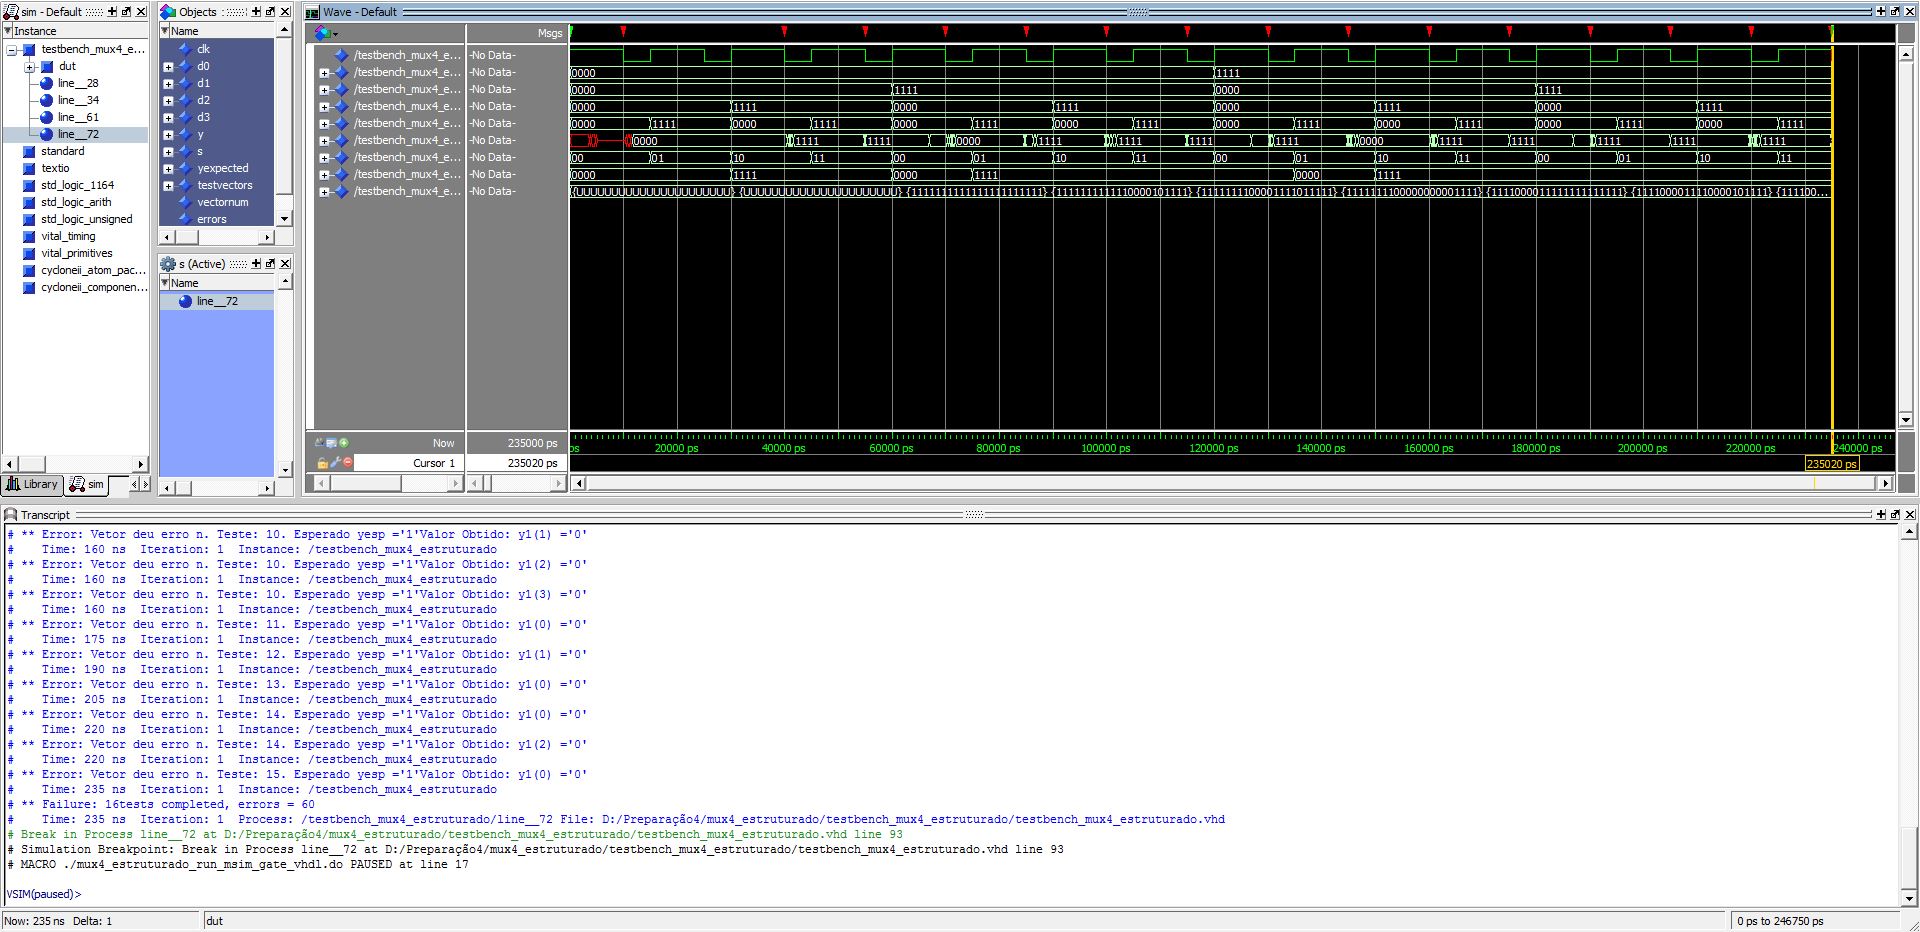 sim - Default
Instance
testbench_mux4_e...
dut
line__28
line__34
line__61
line__72
standard
textio
std_logic_1164
std_logic_arith
std_logic_unsigned
vital_timing
vital_primitives
cycloneii_atom_pac...
cycloneii_componen...
Library
sim
Objects
Name
clk
d0
d1
d2
d3
y
s
yexpected
testvectors
vectornum
errors
s (Active)
Name
line__72
Wave - Default
Msgs
/testbench_mux4_e... -No Data-
/testbench_mux4_e... -No Data- 0000 1111
/testbench_mux4_e... -No Data- 0000 1111 0000 1111
/testbench_mux4_e... -No Data- 0000 1111 0000 1111 0000 1111 0000 1111
/testbench_mux4_e... -No Data- 0000 1111 0000 1111 0000 1111 0000 1111 0000 1111 0000 1111 0000 1111 0000 1111
/testbench_mux4_e... -No Data- 0000 1111 1111 0000 1111 1111 1111 1111 1111 0000 1111 1111 1111 1111 1111
/testbench_mux4_e... -No Data- 00 01 10 11 00 01 10 11 00 01 10 11 00 01 10 11
/testbench_mux4_e... -No Data- 0000 1111 0000 1111 0000 1111
/testbench_mux4_e... -No Data-
Now 235000 ps
Cursor 1 235020 ps
ps 20000 ps 40000 ps 60000 ps 80000 ps 100000 ps 120000 ps 140000 ps 160000 ps 180000 ps 200000 ps 220000 ps 240000 ps
235020 ps
Transcript
# ** Error: Vetor deu erro n. Teste: 10. Esperado yesp ='1'Valor Obtido: y1(1) ='0'
#    Time: 160 ns  Iteration: 1  Instance: /testbench_mux4_estruturado
# ** Error: Vetor deu erro n. Teste: 10. Esperado yesp ='1'Valor Obtido: y1(2) ='0'
#    Time: 160 ns  Iteration: 1  Instance: /testbench_mux4_estruturado
# ** Error: Vetor deu erro n. Teste: 10. Esperado yesp ='1'Valor Obtido: y1(3) ='0'
#    Time: 160 ns  Iteration: 1  Instance: /testbench_mux4_estruturado
# ** Error: Vetor deu erro n. Teste: 11. Esperado yesp ='1'Valor Obtido: y1(0) ='0'
#    Time: 175 ns  Iteration: 1  Instance: /testbench_mux4_estruturado
# ** Error: Vetor deu erro n. Teste: 12. Esperado yesp ='1'Valor Obtido: y1(1) ='0'
#    Time: 190 ns  Iteration: 1  Instance: /testbench_mux4_estruturado
# ** Error: Vetor deu erro n. Teste: 13. Esperado yesp ='1'Valor Obtido: y1(0) ='0'
#    Time: 205 ns  Iteration: 1  Instance: /testbench_mux4_estruturado
# ** Error: Vetor deu erro n. Teste: 14. Esperado yesp ='1'Valor Obtido: y1(0) ='0'
#    Time: 220 ns  Iteration: 1  Instance: /testbench_mux4_estruturado
# ** Error: Vetor deu erro n. Teste: 14. Esperado yesp ='1'Valor Obtido: y1(2) ='0'
#    Time: 220 ns  Iteration: 1  Instance: /testbench_mux4_estruturado
# ** Error: Vetor deu erro n. Teste: 15. Esperado yesp ='1'Valor Obtido: y1(0) ='0'
#    Time: 235 ns  Iteration: 1  Instance: /testbench_mux4_estruturado
# ** Failure: 16tests completed, errors = 60
#    Time: 235 ns  Iteration: 1  Process: /testbench_mux4_estruturado/line__72 File: D:/Preparação4/mux4_estruturado/testbench_mux4_estruturado/testbench_mux4_estruturado.vhd
# Break in Process line__72 at D:/Preparação4/mux4_estruturado/testbench_mux4_estruturado/testbench_mux4_estruturado.vhd line 93
# Simulation Breakpoint: Break in Process line__72 at D:/Preparação4/mux4_estruturado/testbench_mux4_estruturado/testbench_mux4_estruturado.vhd line 93
# MACRO ./mux4_estruturado_run_msim_gate_vhdl.do PAUSED at line 17
VSIM(paused)>
Now: 235 ns  Delta: 1
dut
0 ps to 246750 ps